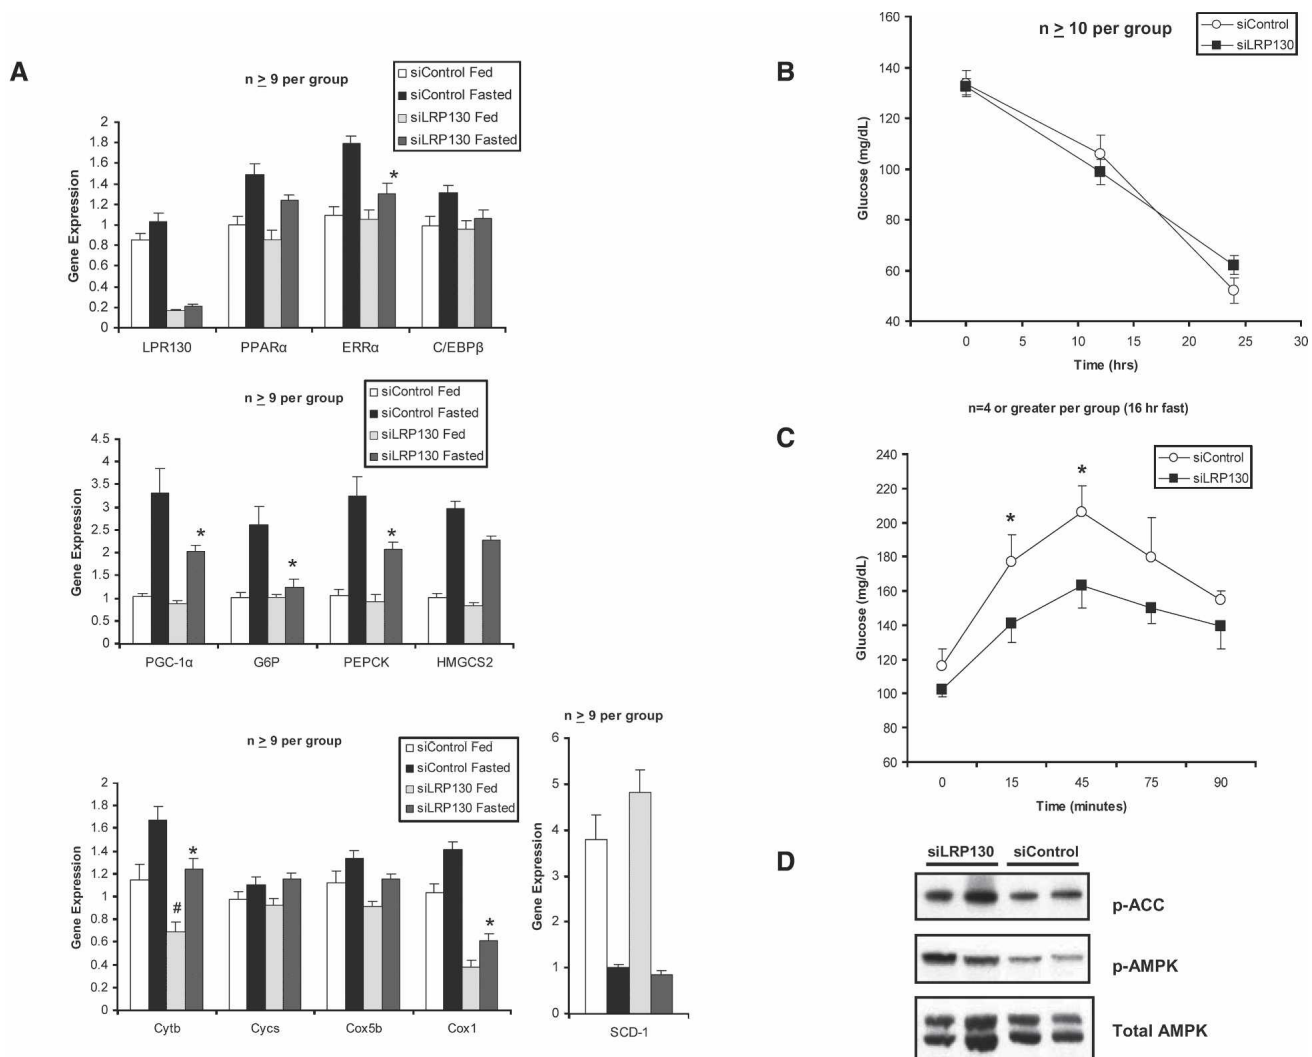 A
n ≥ 9 per group
siControl Fed
siControl Fasted
siLRP130 Fed
siLRP130 Fasted
Gene Expression
2
1.8
1.6
1.4
1.2
1
0.8
0.6
0.4
0.2
0
*
LPR130 PPARα ERRα C/EBPβ
n ≥ 9 per group
siControl Fed
siControl Fasted
siLRP130 Fed
siLRP130 Fasted
Gene Expression
4.5
4
3.5
3
2.5
2
1.5
1
0.5
0
* * *
PGC-1α G6P PEPCK HMGCS2
n ≥ 9 per group
siControl Fed
siControl Fasted
siLRP130 Fed
siLRP130 Fasted
Gene Expression
2
1.8
1.6
1.4
1.2
1
0.8
0.6
0.4
0.2
0
# * *
Cytb Cycs Cox5b Cox1
n ≥ 9 per group
Gene Expression
6
5
4
3
2
1
0
SCD-1
B
n ≥ 10 per group
siControl
siLRP130
Glucose (mg/dL)
160
140
120
100
80
60
40
0 5 10 15 20 25 30
Time (hrs)
C
n=4 or greater per group (16 hr fast)
siControl
siLRP130
Glucose (mg/dL)
240
220
200
180
160
140
120
100
80
60
* *
0 15 45 75 90
Time (minutes)
D
siLRP130 siControl
p-ACC
p-AMPK
Total AMPK